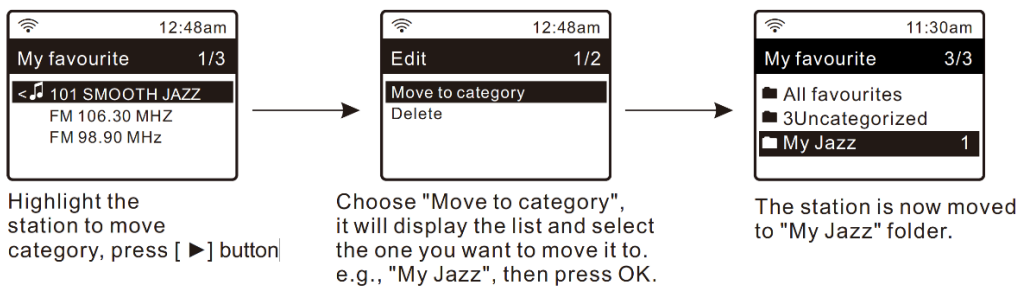 12:48am
My favourite 1/3
< 101 SMOOTH JAZZ
FM 106.30 MHZ
FM 98.90 MHz
Highlight the
station to move
category, press [ ►] button
12:48am
Edit 1/2
Move to category
Delete
Choose "Move to category",
it will display the list and select
the one you want to move it to.
e.g., "My Jazz", then press OK.
11:30am
My favourite 3/3
All favourites
3Uncategorized
My Jazz 1
The station is now moved
to "My Jazz" folder.